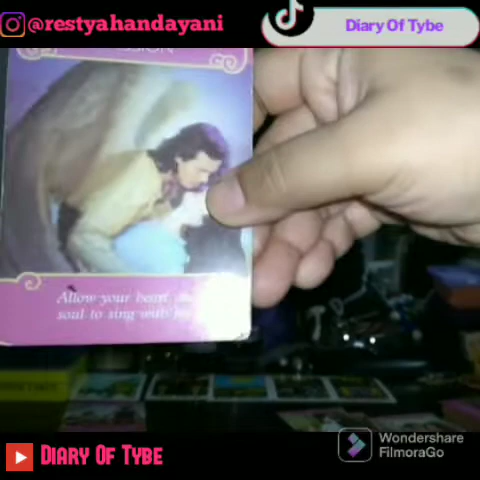 @restyahandayani
Diary Of Tybe
Allow your heart
soul to sing with
DIARY OF TYBE
Wondershare
FilmoraGo